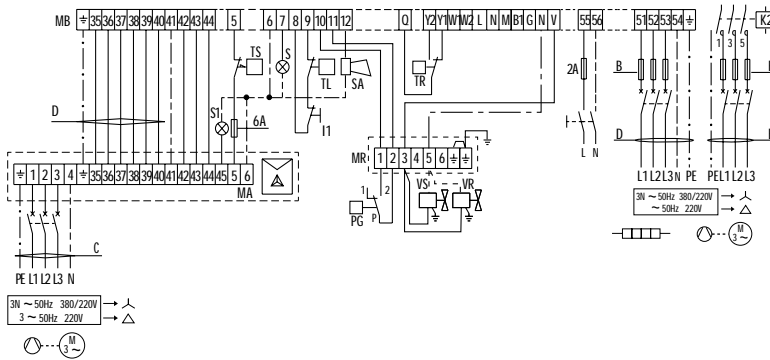 MB 35 36 37 38 39 40 41 42 43 44 5 6 7 8 9 10 11 12 Q Y2 Y1 W1 W2 L N M B1 G N V 55 56 51 52 53 54
K2
1 3 5
TS S TL SA TR 2A B
D S1 6A I1 D
L N
MR 1 2 3 4 5 6
35 36 37 38 39 40 41 42 43 44 45 5 6
1 2 3 4
MA
L1 L2 L3 N PE PE L1 L2 L3
1 2 VS VR
PG P
3N ~ 50Hz 380/220V
~ 50Hz 220V
C
M
3 ~
PE L1 L2 L3 N
3N ~ 50Hz 380/220V
3 ~ 50Hz 220V
M
3 ~